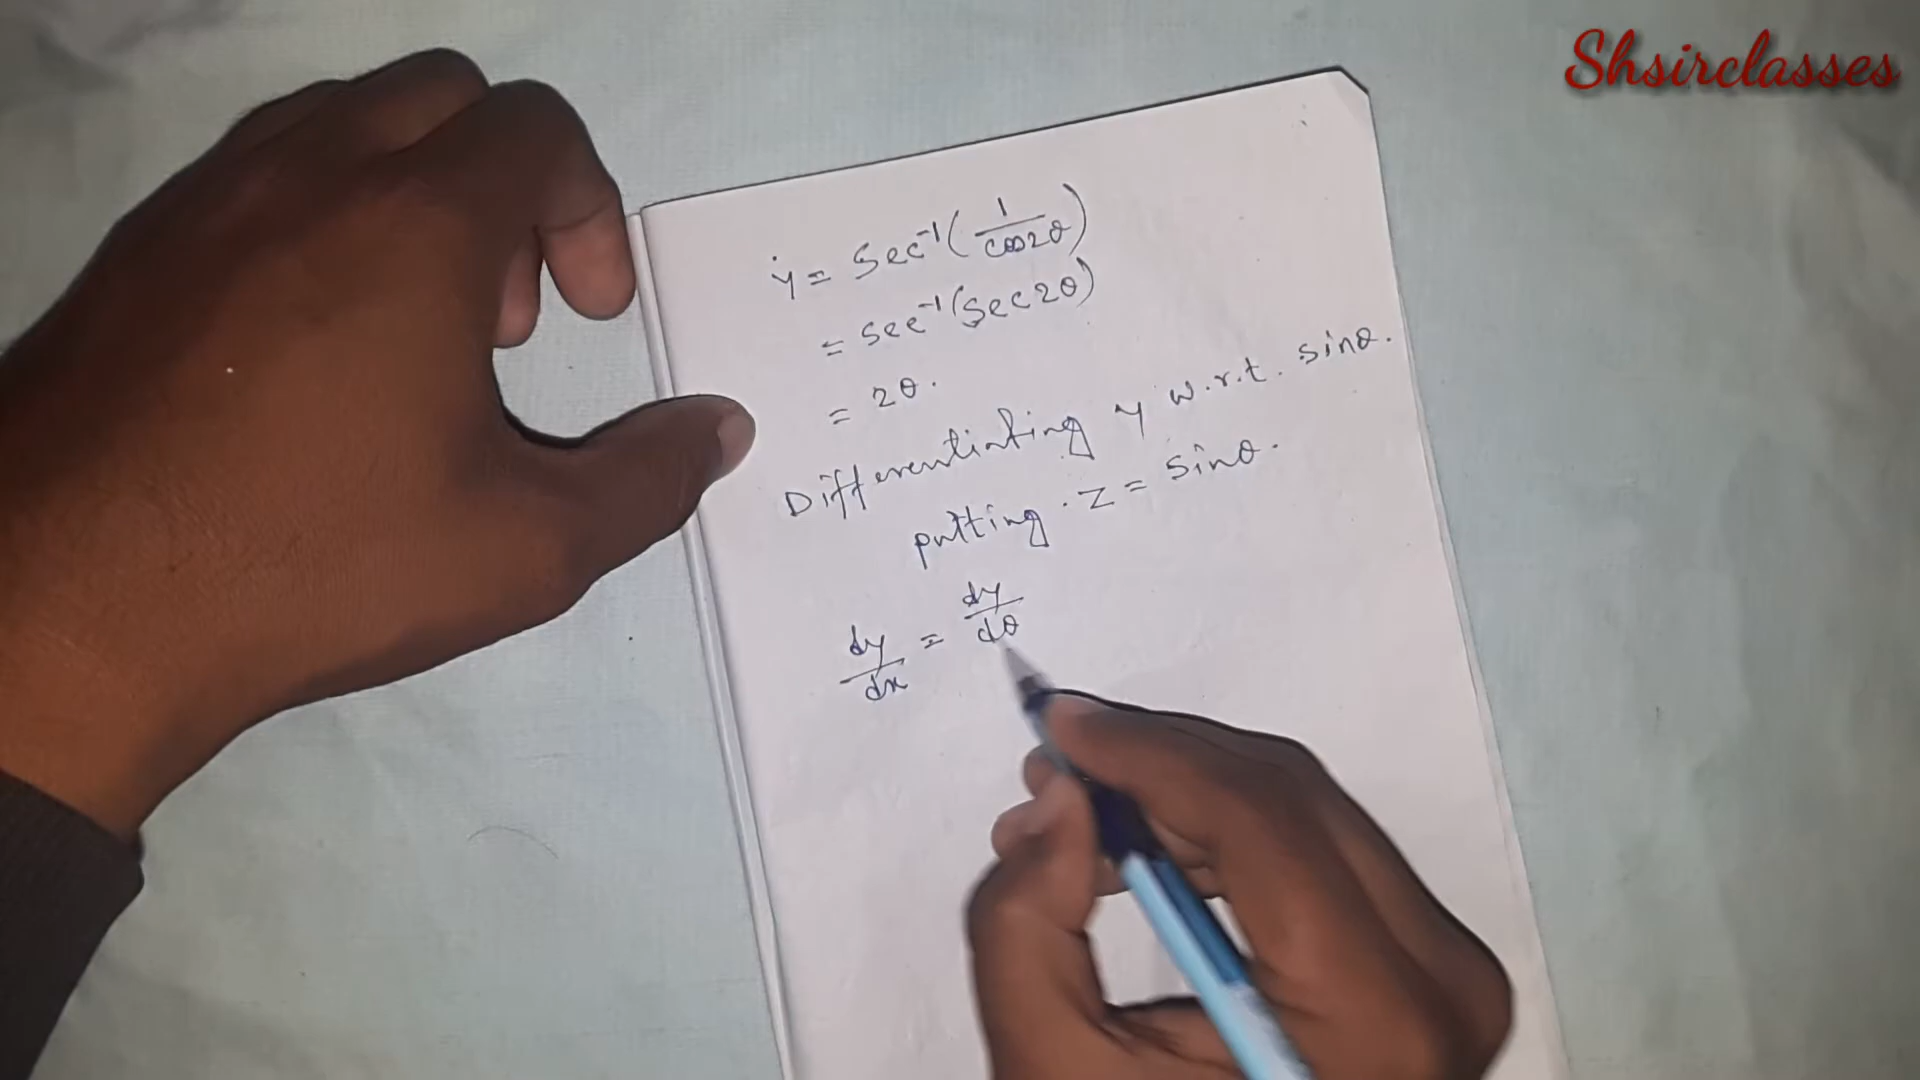 Shsirclasses
y = Sec⁻¹(1/cos2θ)
= sec⁻¹(Sec2θ)
= 2θ.
Differentiating y w.r.t. sinθ.
putting. Z = sinθ.
dy/dx = dy/dθ